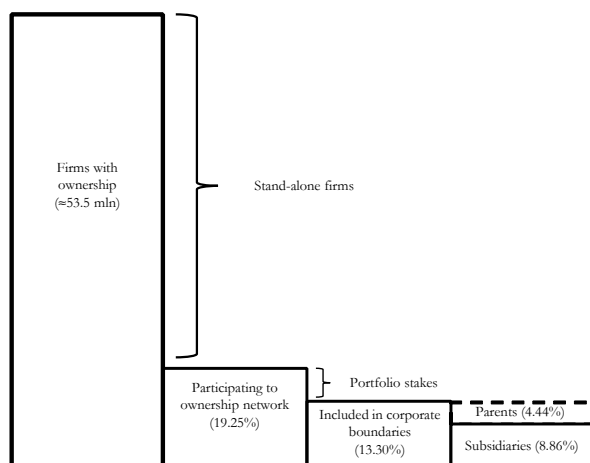 Firms with
ownership
(≈53.5 mln)
Stand-alone firms
Participating to
ownership network
(19.25%)
Portfolio stakes
Included in corporate
boundaries
(13.30%)
Parents (4.44%)
Subsidiaries (8.86%)